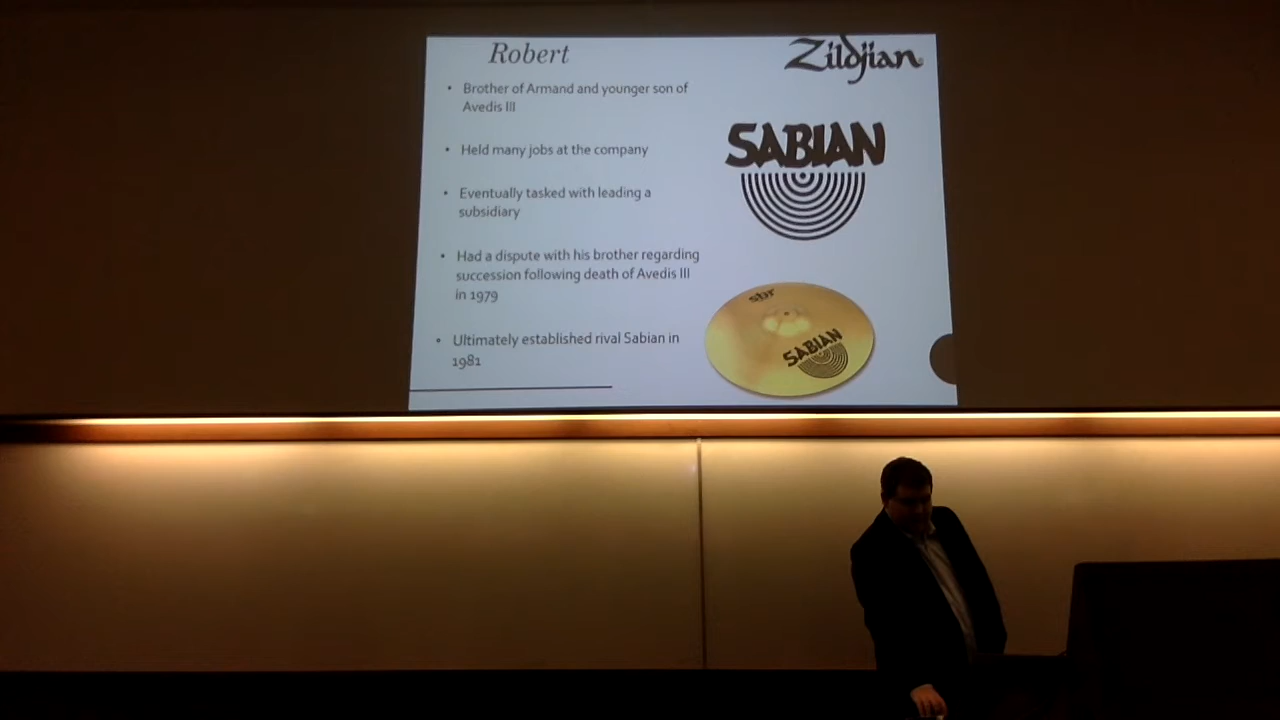 Robert
Zildjian
• Brother of Armand and younger son of
Avedis III
• Held many jobs at the company
• Eventually tasked with leading a
subsidiary
• Had a dispute with his brother regarding
succession following death of Avedis III
in 1979
• Ultimately established rival Sabian in
1981
SABIAN
sbr
SABIAN